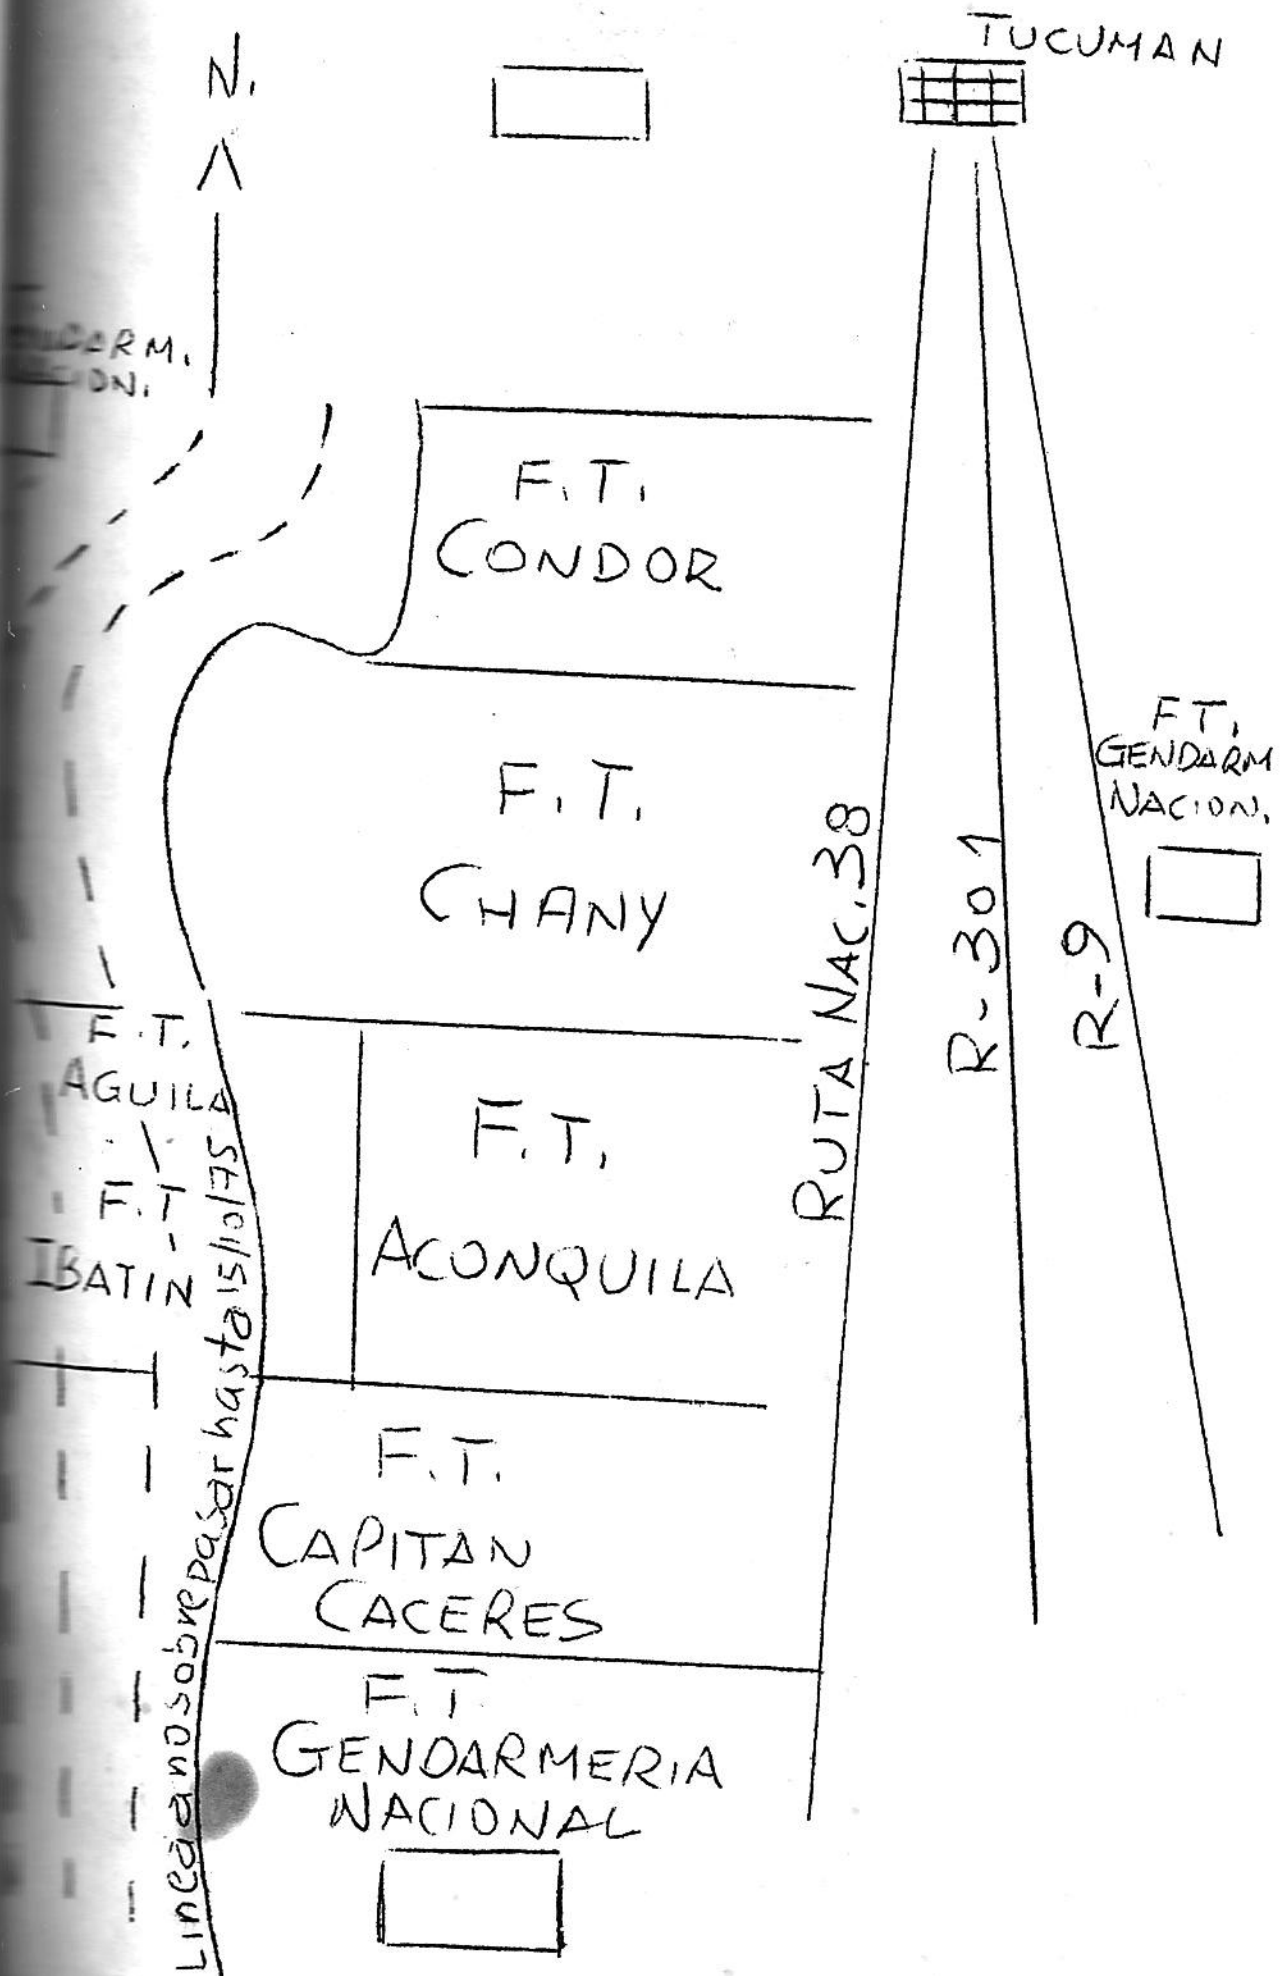 TUCUMAN
N.
F. T.
CONDOR
F. T.
CHANY
F T.
GENDARM
NACION.
RUTA NAC. 38
R-301
R-9
F. T.
AGUILA
F. T
IBATIN
F. T.
ACONQUILA
Linea a no sobrepasar hasta 15/10/75
F. T.
CAPITAN
CACERES
F. T
GENDARMERIA
NACIONAL